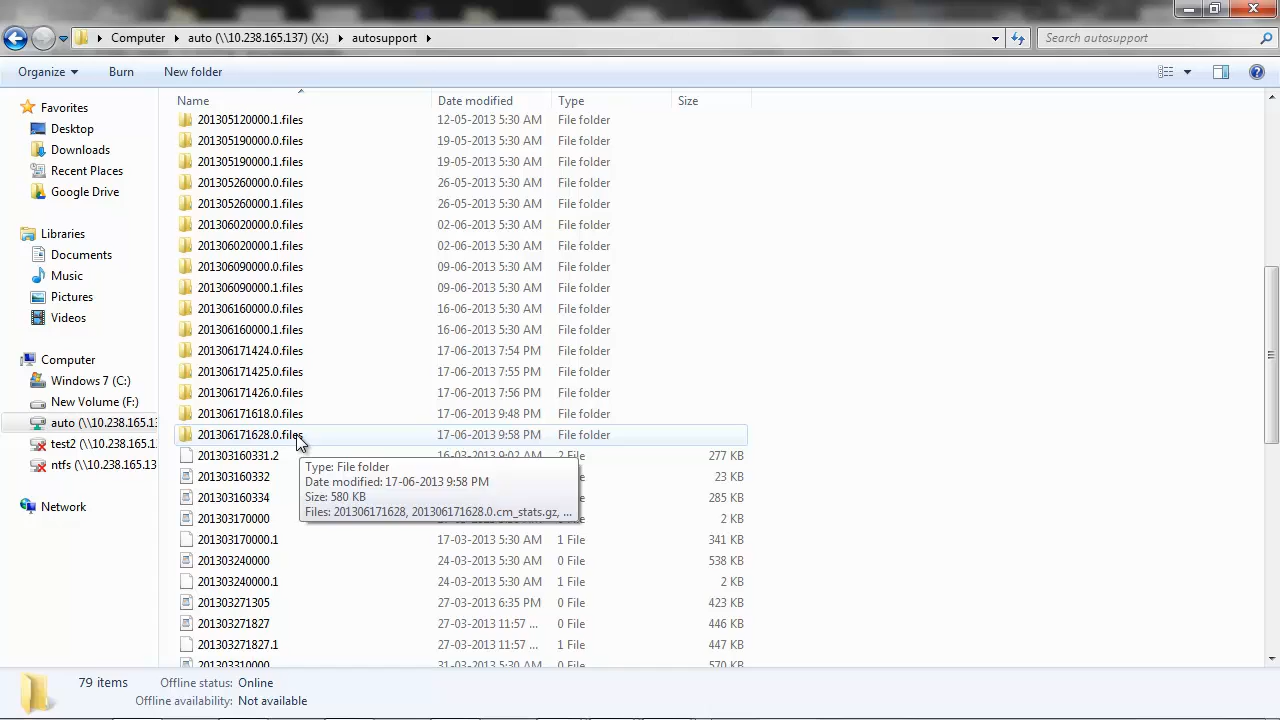 Computer auto (\\10.238.165.137) (X:) autosupport Search autosupport
Organize Burn New folder
Name Date modified Type Size
Favorites
Desktop
Downloads
Recent Places
Google Drive
Libraries
Documents
Music
Pictures
Videos
Computer
Windows 7 (C:)
New Volume (F:)
auto (\\10.238.165.13
test2 (\\10.238.165.1:
ntfs (\\10.238.165.13
Network
201305120000.1.files 12-05-2013 5:30 AM File folder
201305190000.0.files 19-05-2013 5:30 AM File folder
201305190000.1.files 19-05-2013 5:30 AM File folder
201305260000.0.files 26-05-2013 5:30 AM File folder
201305260000.1.files 26-05-2013 5:30 AM File folder
201306020000.0.files 02-06-2013 5:30 AM File folder
201306020000.1.files 02-06-2013 5:30 AM File folder
201306090000.0.files 09-06-2013 5:30 AM File folder
201306090000.1.files 09-06-2013 5:30 AM File folder
201306160000.0.files 16-06-2013 5:30 AM File folder
201306160000.1.files 16-06-2013 5:30 AM File folder
201306171424.0.files 17-06-2013 7:54 PM File folder
201306171425.0.files 17-06-2013 7:55 PM File folder
201306171426.0.files 17-06-2013 7:56 PM File folder
201306171618.0.files 17-06-2013 9:48 PM File folder
201306171628.0.files 17-06-2013 9:58 PM File folder
201303160331.2 16-03-2013 9:02 AM 2 File 277 KB
201303160332 23 KB
201303160334 285 KB
201303170000 2 KB
Type: File folder
Date modified: 17-06-2013 9:58 PM
Size: 580 KB
Files: 201306171628, 201306171628.0.cm_stats.gz, ...
201303170000.1 17-03-2013 5:30 AM 1 File 341 KB
201303240000 24-03-2013 5:30 AM 0 File 538 KB
201303240000.1 24-03-2013 5:30 AM 1 File 2 KB
201303271305 27-03-2013 6:35 PM 0 File 423 KB
201303271827 27-03-2013 11:57 ... 0 File 446 KB
201303271827.1 27-03-2013 11:57 ... 1 File 447 KB
201303310000 31-03-2013 5:30 AM 0 File 570 KB
79 items Offline status: Online
Offline availability: Not available